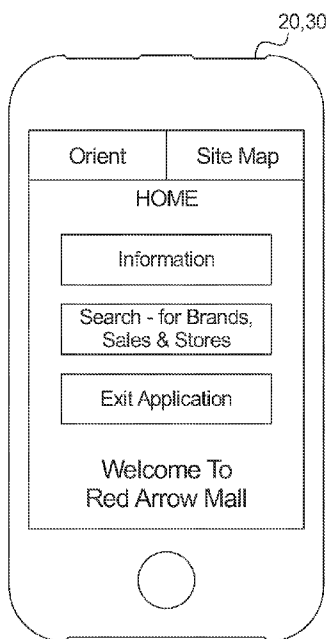 20,30
Orient Site Map
HOME
Information
Search - for Brands,
Sales & Stores
Exit Application
Welcome To
Red Arrow Mall